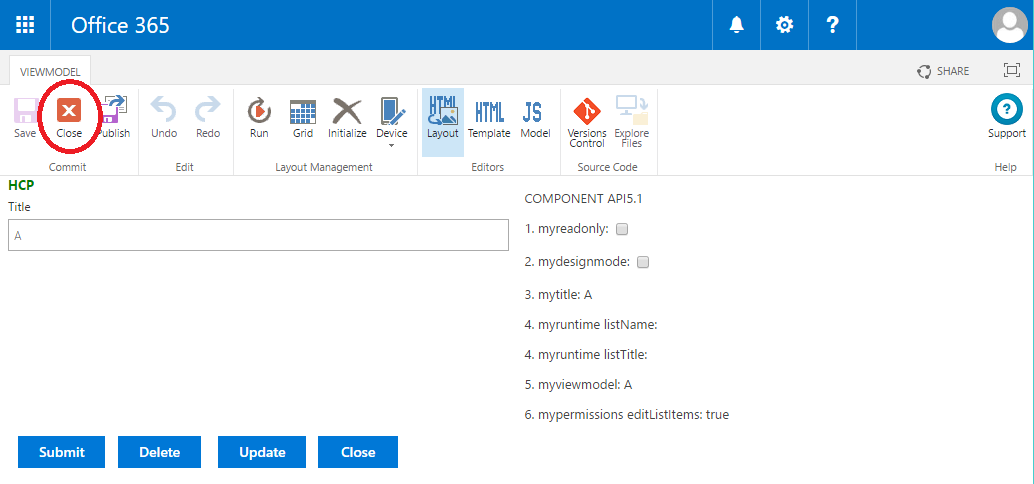 Office 365
?
VIEWMODEL
SHARE
Save Close Publish Undo Redo Run Grid Initialize Device Layout Template Model Versions Control Explore Files Support
HTML HTML JS ?
Commit Edit Layout Management Editors Source Code Help
HCP
Title
A
COMPONENT API5.1
1. myreadonly:
2. mydesignmode:
3. mytitle: A
4. myruntime listName:
4. myruntime listTitle:
5. myviewmodel: A
6. mypermissions editListItems: true
Submit Delete Update Close